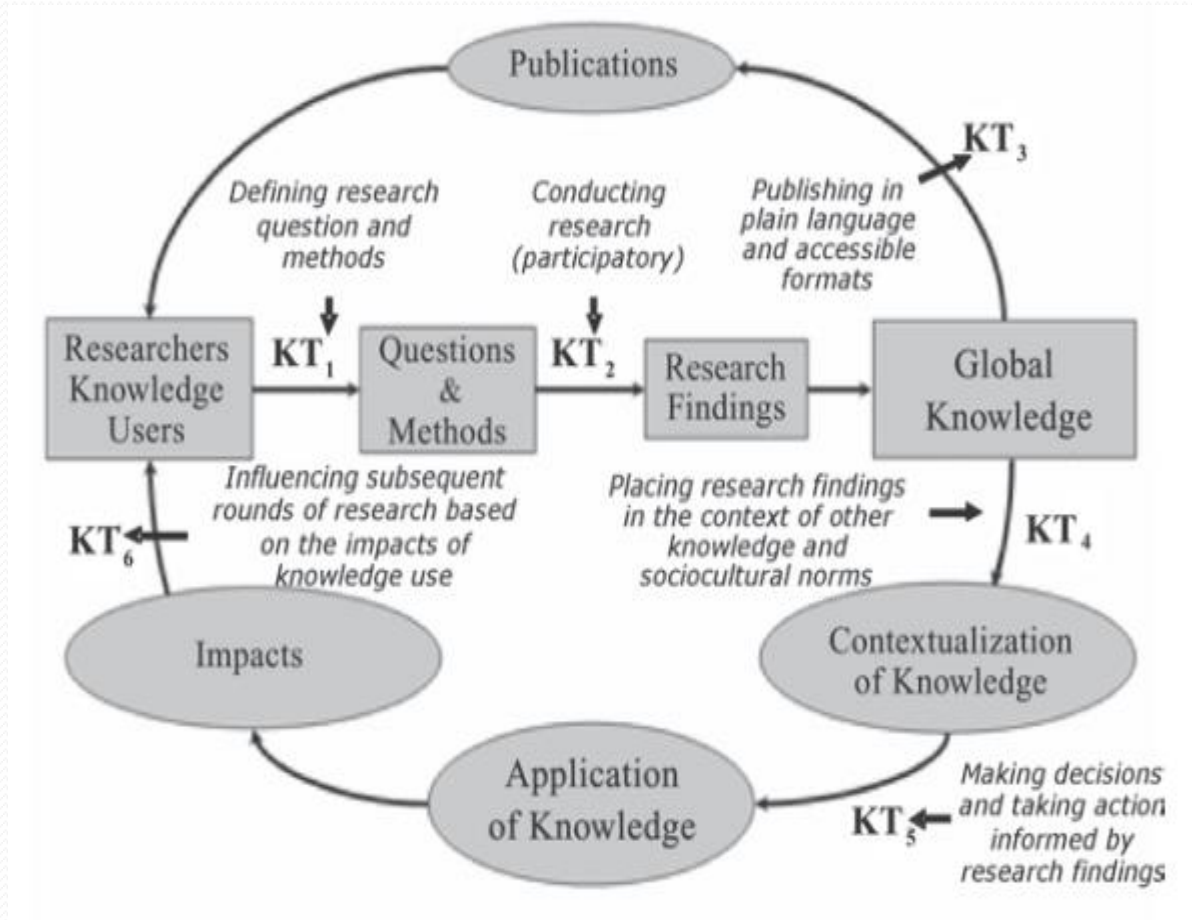 Publications
KT3
Defining research
question and
methods
Conducting
research
(participatory)
Publishing in
plain language
and accessible
formats
Researchers
Knowledge
Users
KT1
Questions
&
Methods
KT2
Research
Findings
Global
Knowledge
Influencing subsequent
rounds of research based
on the impacts of
knowledge use
KT6
Placing research findings
in the context of other
knowledge and
sociocultural norms
KT4
Impacts
Contextualization
of Knowledge
Application
of Knowledge
KT5
Making decisions
and taking action
informed by
research findings